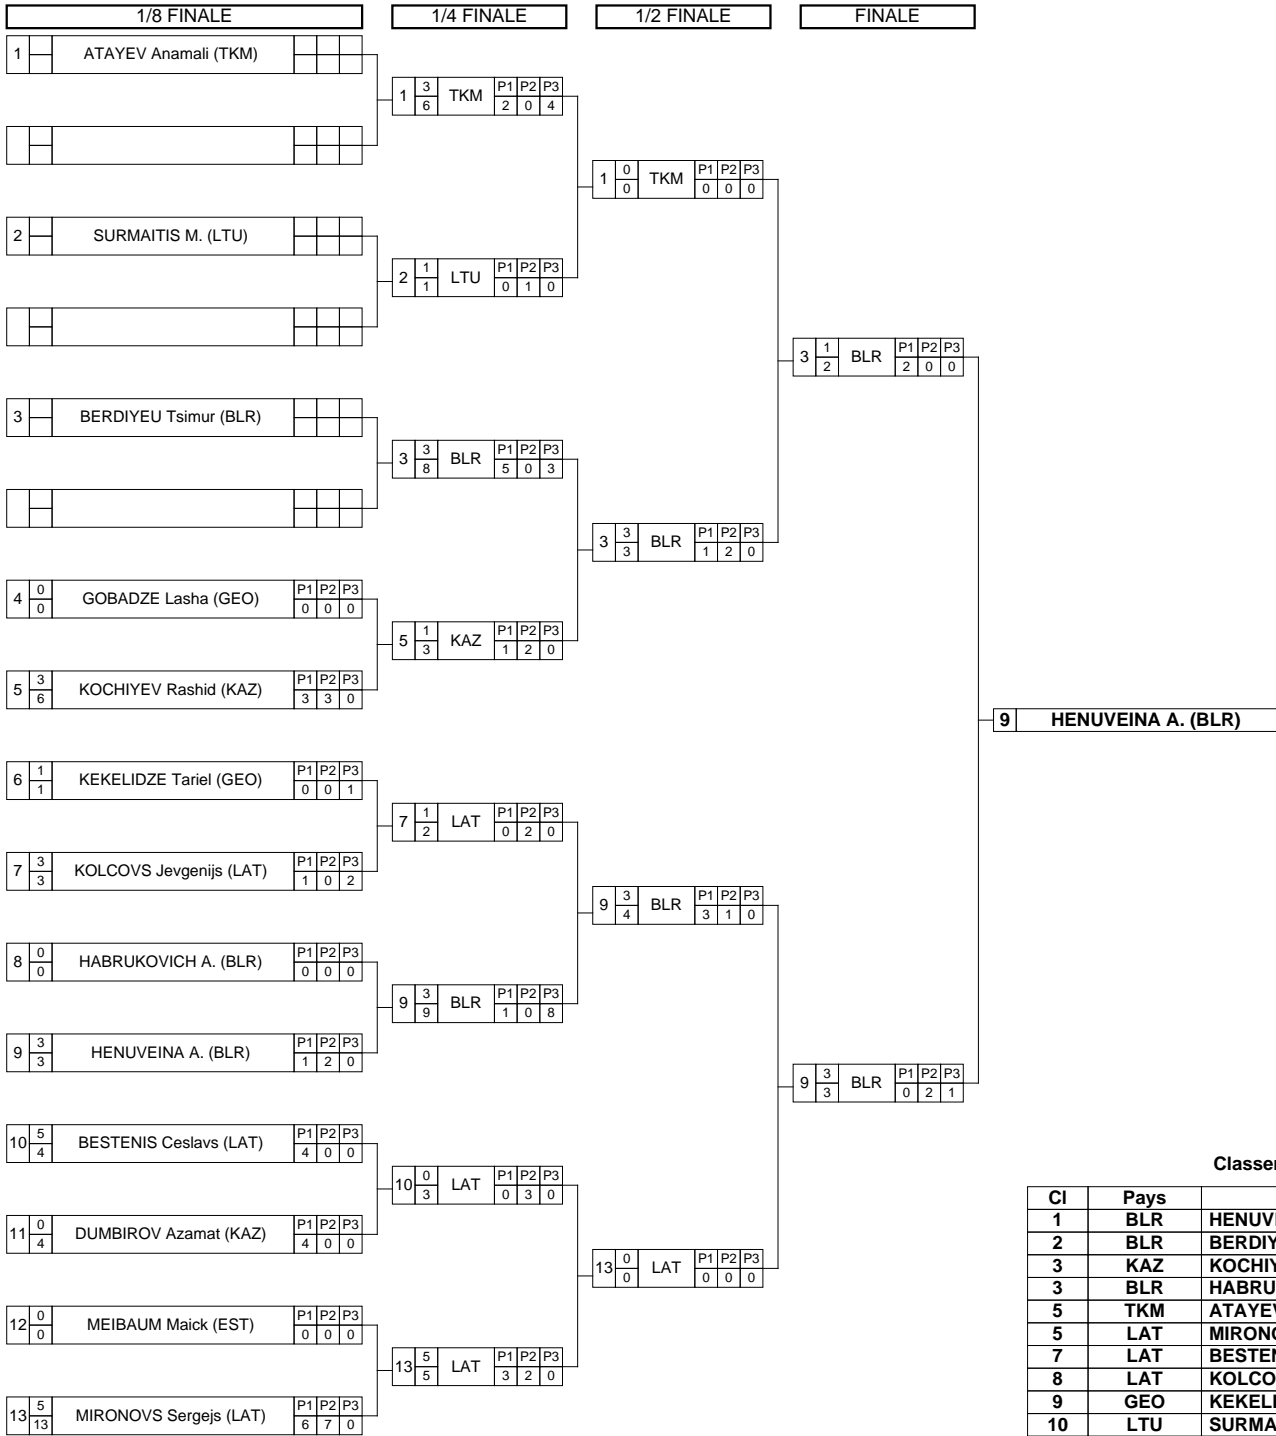 1/8 FINALE 1/4 FINALE 1/2 FINALE FINALE
1 ATAYEV Anamali (TKM)
1 3 6 TKM P1 P2 P3 2 0 4
1 0 0 TKM P1 P2 P3 0 0 0
2 SURMAITIS M. (LTU)
2 1 1 LTU P1 P2 P3 0 1 0
3 1 2 BLR P1 P2 P3 2 0 0
3 BERDIYEU Tsimur (BLR)
3 3 8 BLR P1 P2 P3 5 0 3
3 3 3 BLR P1 P2 P3 1 2 0
4 0 0 GOBADZE Lasha (GEO) P1 P2 P3 0 0 0
5 1 3 KAZ P1 P2 P3 1 2 0
5 3 6 KOCHIYEV Rashid (KAZ) P1 P2 P3 3 3 0
9 HENUVEINA A. (BLR)
6 1 1 KEKELIDZE Tariel (GEO) P1 P2 P3 0 0 1
7 1 2 LAT P1 P2 P3 0 2 0
7 3 3 KOLCOVS Jevgenijs (LAT) P1 P2 P3 1 0 2
9 3 4 BLR P1 P2 P3 3 1 0
8 0 0 HABRUKOVICH A. (BLR) P1 P2 P3 0 0 0
9 3 9 BLR P1 P2 P3 1 0 8
9 3 3 HENUVEINA A. (BLR) P1 P2 P3 1 2 0
9 3 3 BLR P1 P2 P3 0 2 1
10 5 4 BESTENIS Ceslavs (LAT) P1 P2 P3 4 0 0
10 0 3 LAT P1 P2 P3 0 3 0
11 0 4 DUMBIROV Azamat (KAZ) P1 P2 P3 4 0 0
13 0 0 LAT P1 P2 P3 0 0 0
12 0 0 MEIBAUM Maick (EST) P1 P2 P3 0 0 0
13 5 5 LAT P1 P2 P3 3 2 0
13 5 13 MIRONOVS Sergejs (LAT) P1 P2 P3 6 7 0
Classe
Cl Pays
1 BLR HENUV
2 BLR BERDIY
3 KAZ KOCHIY
3 BLR HABRU
5 TKM ATAYEV
5 LAT MIRONO
7 LAT BESTEN
8 LAT KOLCO
9 GEO KEKELI
10 LTU SURMA